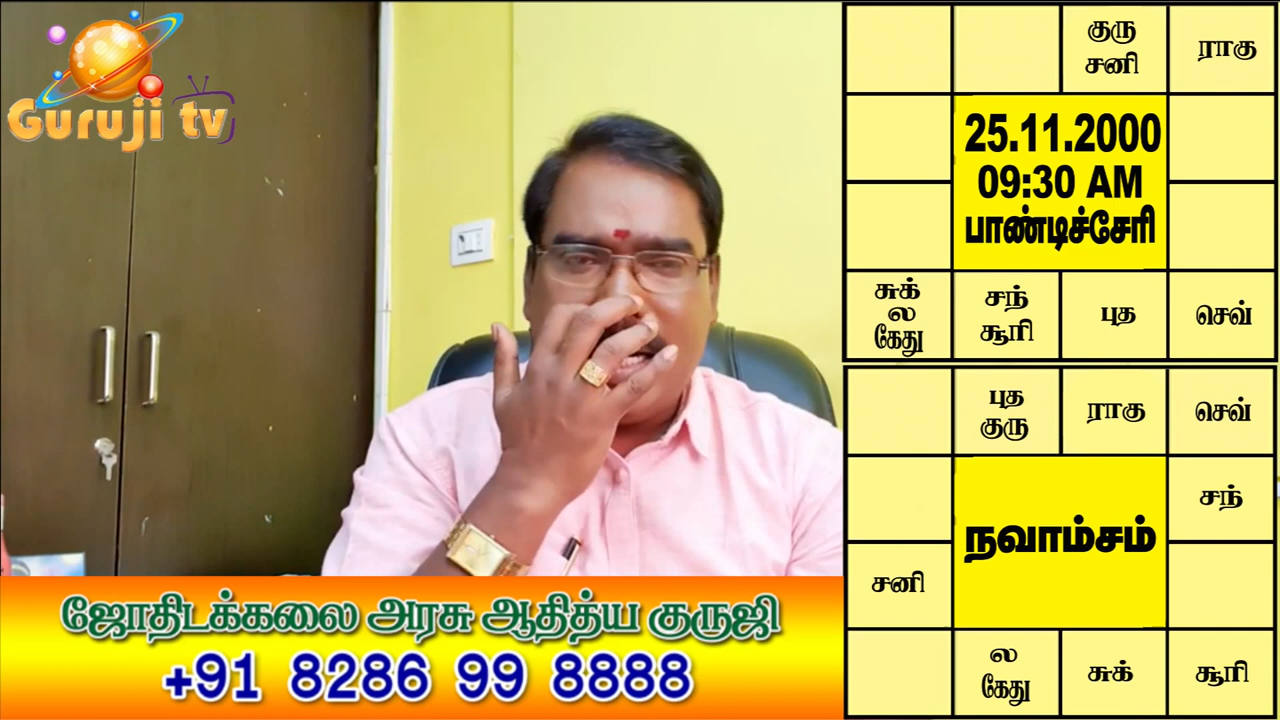 Guruji tv
குரு
சனி
ராகு
25.11.2000
09:30 AM
பாண்டிச்சேரி
சுக்
ல
கேது
சந்
சூரி
புத
செவ்
புத
குரு
ராகு
செவ்
சந்
நவாம்சம்
சனி
ல
கேது
சுக்
சூரி
ஜோதிடக்கலை அரசு ஆதித்ய குருஜி
+91 8286 99 8888